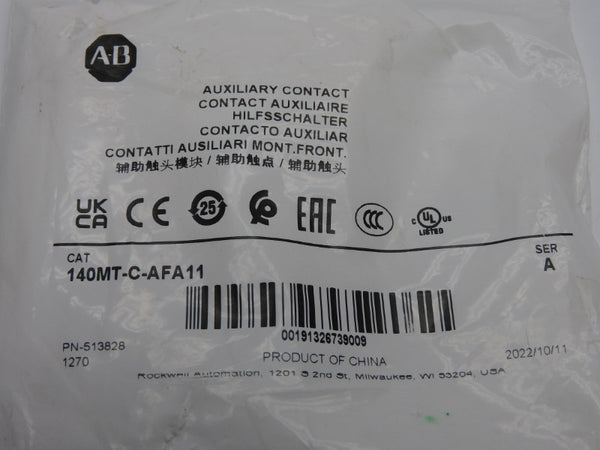 A-B
AUXILIARY CONTACT
CONTACT AUXILIAIRE
HILFSSCHALTER
CONTACTO AUXILIAR
CONTATTI AUSILIARI MONT.FRONT.
辅助触头模块 / 辅助触点 / 辅助触头
UK CA CE 25 EAC CCC C UL US LISTED
CAT
SER
140MT-C-AFA11
A
00191326739009
PN-513828
1270
PRODUCT OF CHINA
2022/10/11
Rockwell Automation, 1201 S 2nd St, Milwaukee, WI 53204, USA